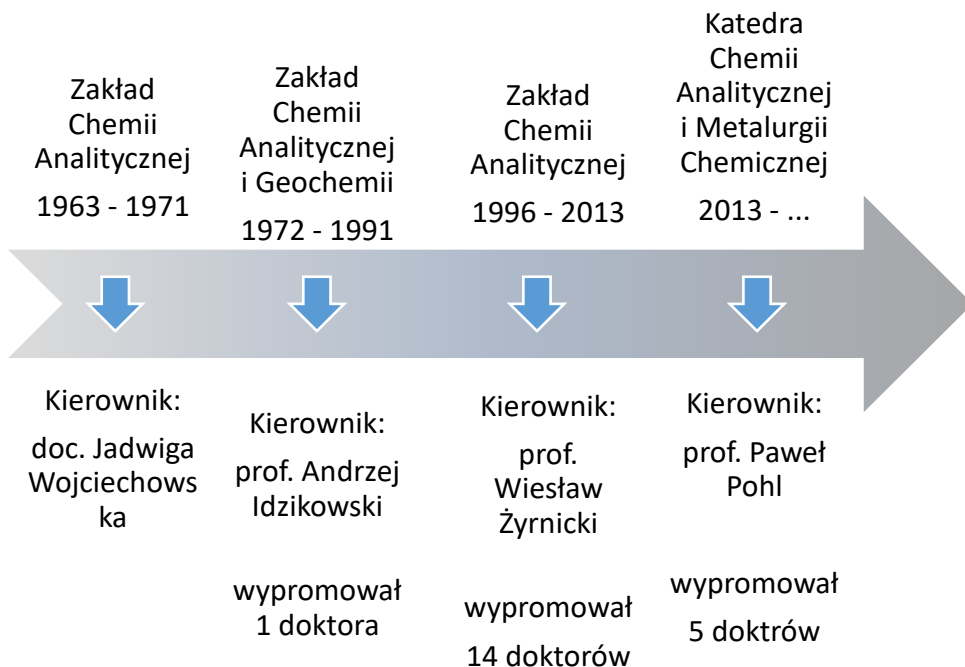 Zakład
Chemii
Analitycznej
1963 - 1971
Zakład
Chemii
Analitycznej
i Geochemii
1972 - 1991
Zakład
Chemii
Analitycznej
1996 - 2013
Katedra
Chemii
Analitycznej
i Metalurgii
Chemicznej
2013 - ...
Kierownik:
doc. Jadwiga
Wojciechows
ka
Kierownik:
prof. Andrzej
Idzikowski
wypromował
1 doktora
Kierownik:
prof.
Wiesław
Żyrnicki
wypromował
14 doktorów
Kierownik:
prof. Paweł
Pohl
wypromował
5 doktrów